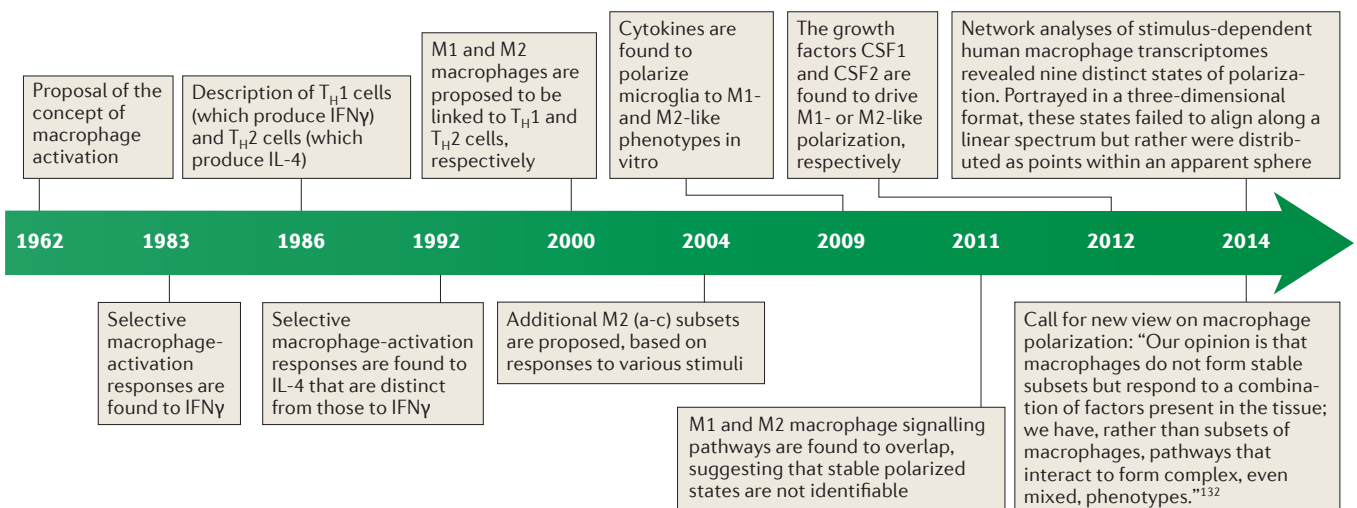 Proposal of the
concept of
macrophage
activation
Description of TH1 cells
(which produce IFNγ)
and TH2 cells (which
produce IL-4)
M1 and M2
macrophages are
proposed to be
linked to TH1 and
TH2 cells,
respectively
Cytokines are
found to
polarize
microglia to M1-
and M2-like
phenotypes in
vitro
The growth
factors CSF1
and CSF2 are
found to drive
M1- or M2-like
polarization,
respectively
Network analyses of stimulus-dependent
human macrophage transcriptomes
revealed nine distinct states of polariza-
tion. Portrayed in a three-dimensional
format, these states failed to align along a
linear spectrum but rather were distrib-
uted as points within an apparent sphere
1962 1983 1986 1992 2000 2004 2009 2011 2012 2014
Selective
macrophage-
activation
responses are
found to IFNγ
Selective
macrophage-activation
responses are found to
IL-4 that are distinct
from those to IFNγ
Additional M2 (a-c) subsets
are proposed, based on
responses to various stimuli
M1 and M2 macrophage signalling
pathways are found to overlap,
suggesting that stable polarized
states are not identifiable
Call for new view on macrophage
polarization: “Our opinion is that
macrophages do not form stable
subsets but respond to a combina-
tion of factors present in the tissue;
we have, rather than subsets of
macrophages, pathways that
interact to form complex, even
mixed, phenotypes.”132